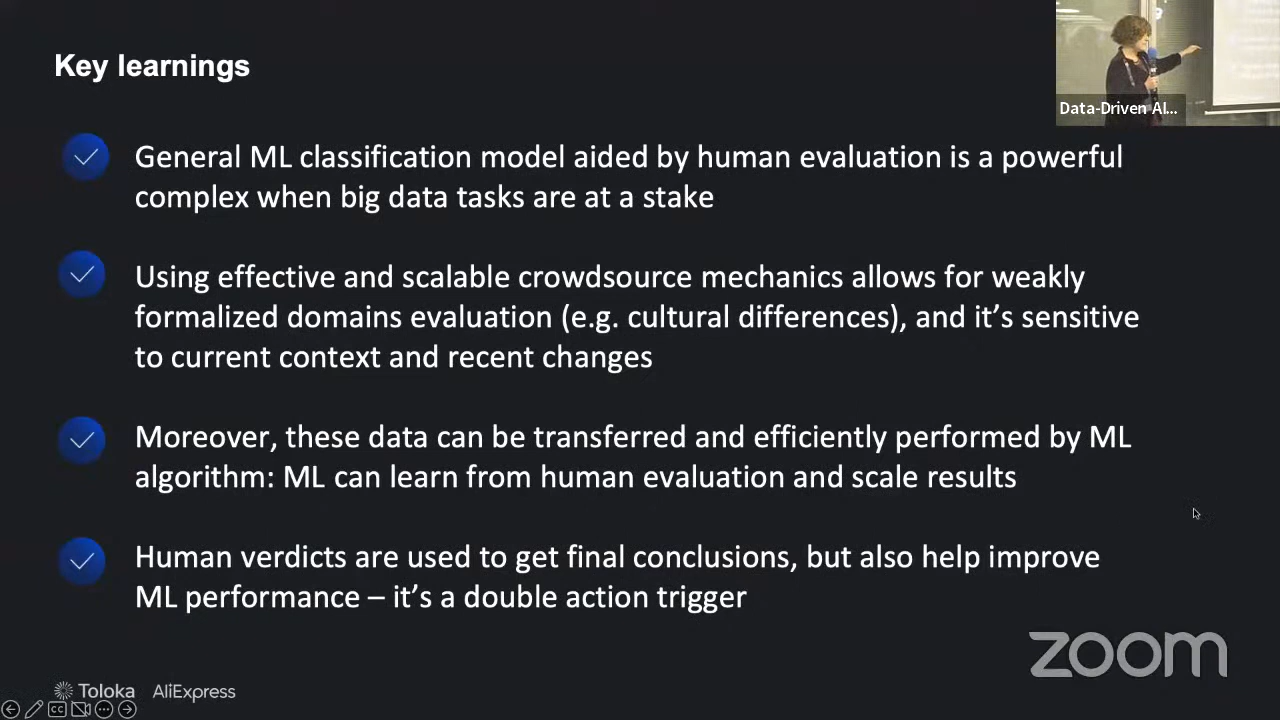 Key learnings
Data-Driven AI...
General ML classification model aided by human evaluation is a powerful
complex when big data tasks are at a stake
Using effective and scalable crowdsource mechanics allows for weakly
formalized domains evaluation (e.g. cultural differences), and it’s sensitive
to current context and recent changes
Moreover, these data can be transferred and efficiently performed by ML
algorithm: ML can learn from human evaluation and scale results
Human verdicts are used to get final conclusions, but also help improve
ML performance – it’s a double action trigger
zoom
Toloka AliExpress
CC